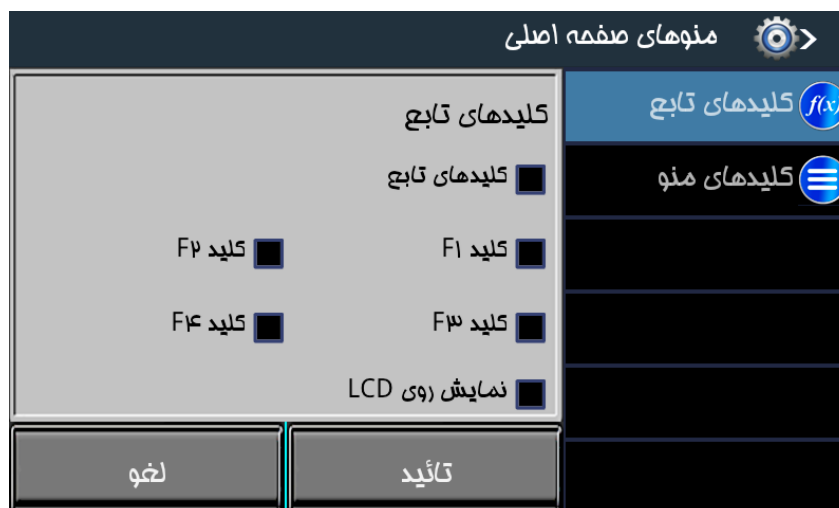 منوهای صفحه اصلی
کلیدهای تابع
کلیدهای منو
کلیدهای تابع
کلیدهای تابع
کلید F۱
کلید F۲
کلید F۳
کلید F۴
نمایش روی LCD
تائید
لغو
f(x)